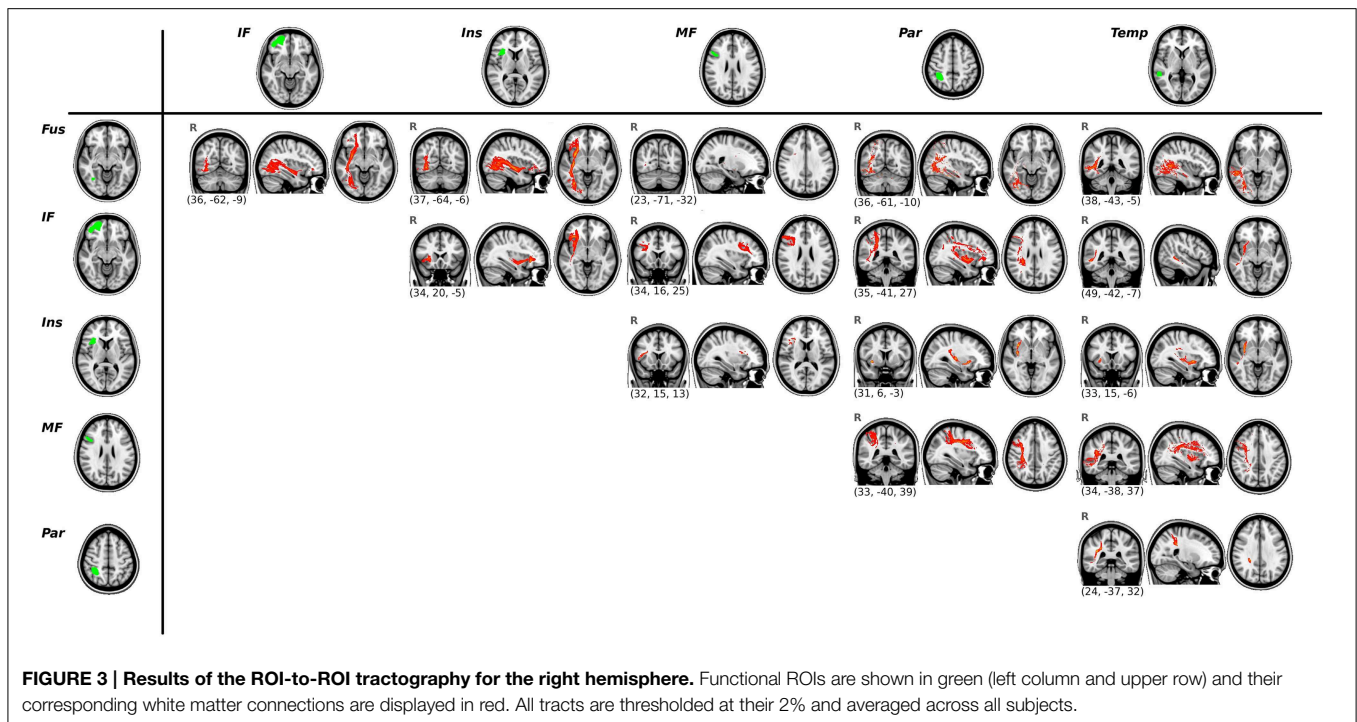 IF Ins MF Par Temp
Fus
R R R R R
(36, -62, -9) (37, -64, -6) (23, -71, -32) (36, -61, -10) (38, -43, -5)
IF
R R R R
(34, 20, -5) (34, 16, 25) (35, -41, 27) (49, -42, -7)
Ins
R R R
(32, 15, 13) (31, 6, -3) (33, 15, -6)
MF
R R
(33, -40, 39) (34, -38, 37)
Par
R
(24, -37, 32)
FIGURE 3 | Results of the ROI-to-ROI tractography for the right hemisphere. Functional ROIs are shown in green (left column and upper row) and their
corresponding white matter connections are displayed in red. All tracts are thresholded at their 2% and averaged across all subjects.